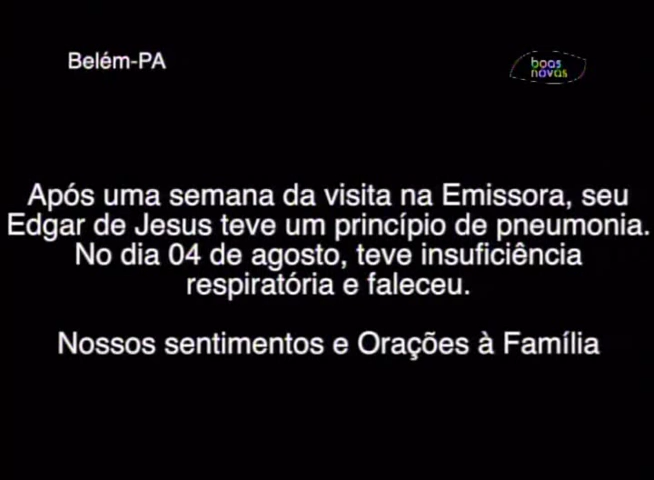 Belém-PA
boas
novas
Após uma semana da visita na Emissora, seu
Edgar de Jesus teve um princípio de pneumonia.
No dia 04 de agosto, teve insuficiência
respiratória e faleceu.
Nossos sentimentos e Orações à Família